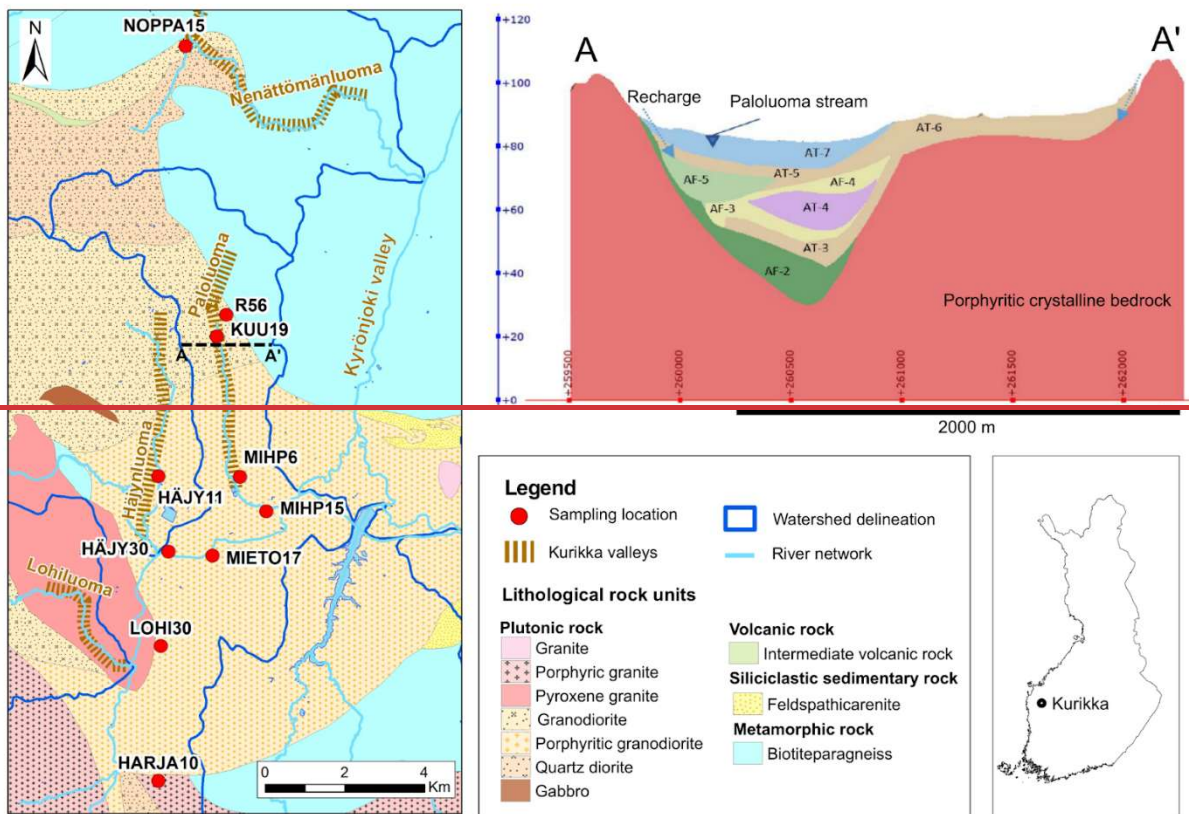 N
NOPPA15
Nenättömänluoma
Paloluoma
Kyrönjoki valley
R56
KUU19
A
A'
Häjynluoma
MIHP6
HÄJY11
MIHP15
HÄJY30
MIETO17
Lohiluoma
LOHI30
HARJA10
0 2 4
Km
+120
+100
+80
+60
+40
+20
+0
A
A'
Recharge
Paloluoma stream
AT-6
AT-7
AT-5
AF-5
AF-4
AT-4
AF-3
AT-3
AF-2
Porphyritic crystalline bedrock
+259500
+260000
+260500
+261000
+261500
+262000
2000 m
Legend
Sampling location
Watershed delineation
Kurikka valleys
River network
Lithological rock units
Plutonic rock
Granite
Porphyric granite
Pyroxene granite
Granodiorite
Porphyritic granodiorite
Quartz diorite
Gabbro
Volcanic rock
Intermediate volcanic rock
Siliciclastic sedimentary rock
Feldspathicarenite
Metamorphic rock
Biotiteparagneiss
Kurikka